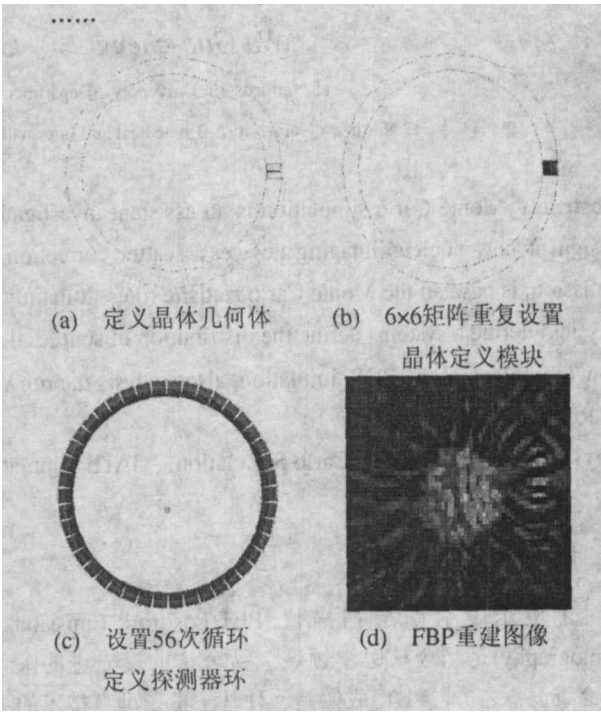 ……
(a) 定义晶体几何体
(b) 6×6矩阵重复设置
晶体定义模块
(c) 设置56次循环
定义探测器环
(d) FBP重建图像